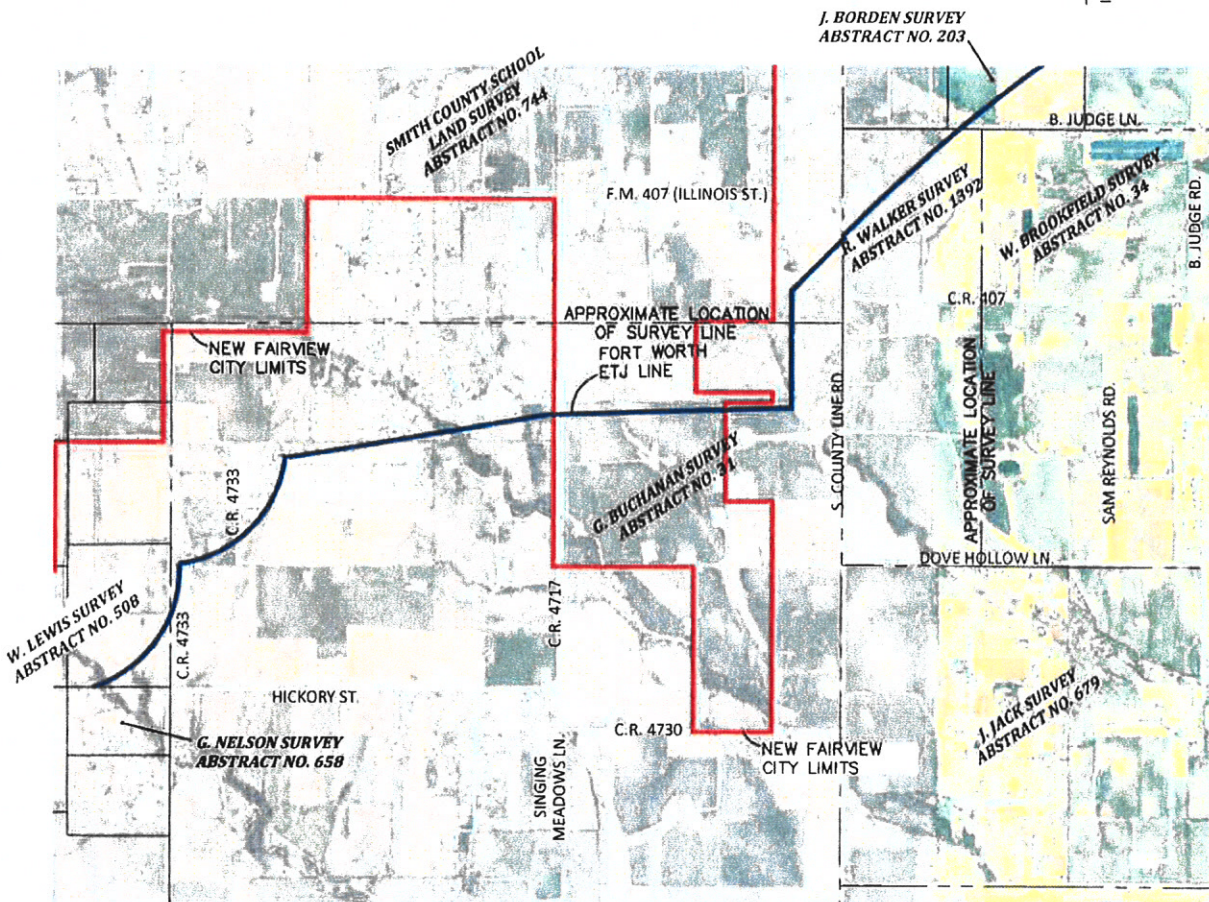 J. BORDEN SURVEY
ABSTRACT NO. 203
SMITH COUNTY SCHOOL
LAND SURVEY
ABSTRACT NO. 744
B. JUDGE LN.
F.M. 407 (ILLINOIS ST.)
R. WALKER SURVEY
ABSTRACT NO. 1392
W. BROOKFIELD SURVEY
ABSTRACT NO. 34
B. JUDGE RD.
C.R. 407
APPROXIMATE LOCATION
OF SURVEY LINE
FORT WORTH
ETJ LINE
NEW FAIRVIEW
CITY LIMITS
S. COUNTY LINE RD.
APPROXIMATE LOCATION
OF SURVEY LINE
SAM REYNOLDS RD.
C.R. 4733
G. BUCHANAN SURVEY
ABSTRACT NO. 31
DOVE HOLLOW LN.
W. LEWIS SURVEY
ABSTRACT NO. 508
C.R. 4733
C.R. 4717
HICKORY ST.
G. NELSON SURVEY
ABSTRACT NO. 658
C.R. 4730
NEW FAIRVIEW
CITY LIMITS
J. JACK SURVEY
ABSTRACT NO. 679
SINGING
MEADOWS LN.